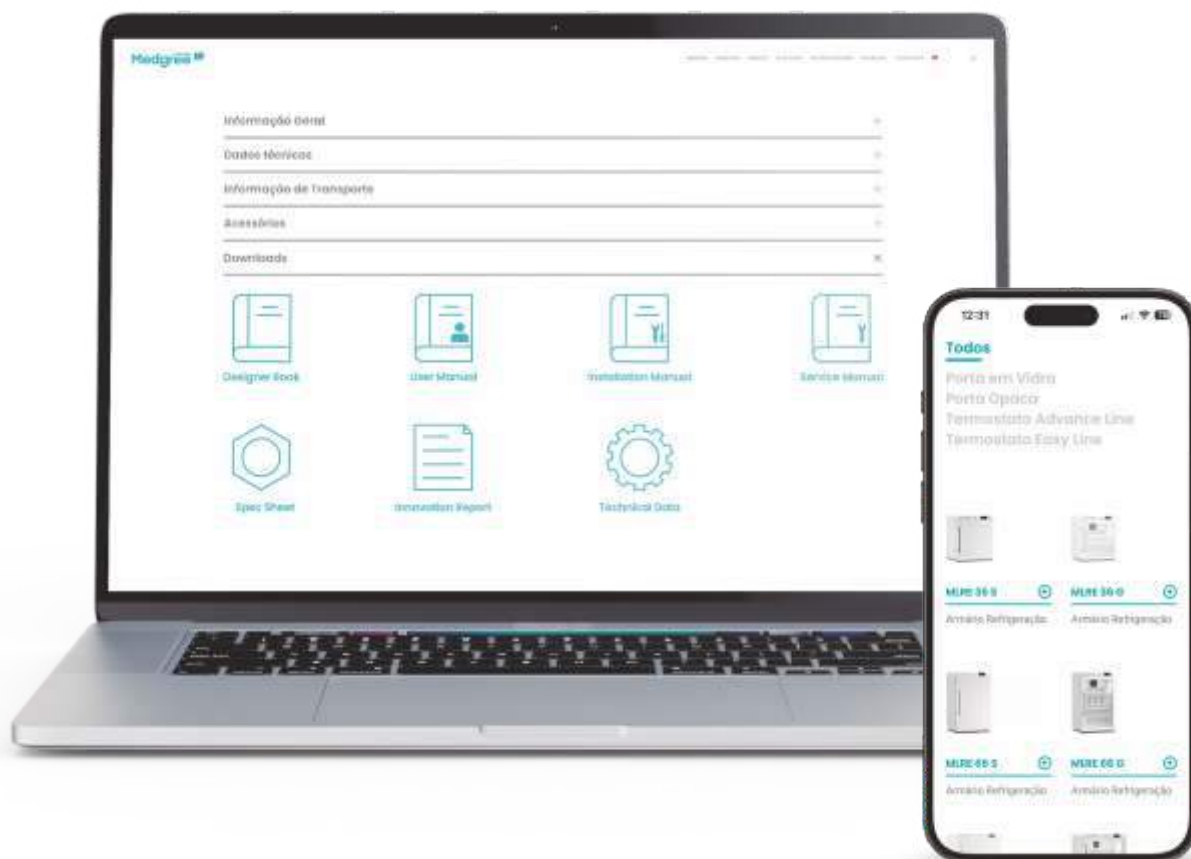 Medgree
Informação Geral
Dados técnicos
Informação de Transporte
Acessórios
Downloads
Designer Book
User Manual
Installation Manual
Service Manual
Spec Sheet
Innovation Report
Technical Data
12:31
Todos
Porta em Vidro
Porta Opaca
Termostato Advance Line
Termostato Easy Line
MLRE 36 S
MLRE 36 G
Armário Refrigeração
Armário Refrigeração
MLRE 66 S
MLRE 66 G
Armário Refrigeração
Armário Refrigeração